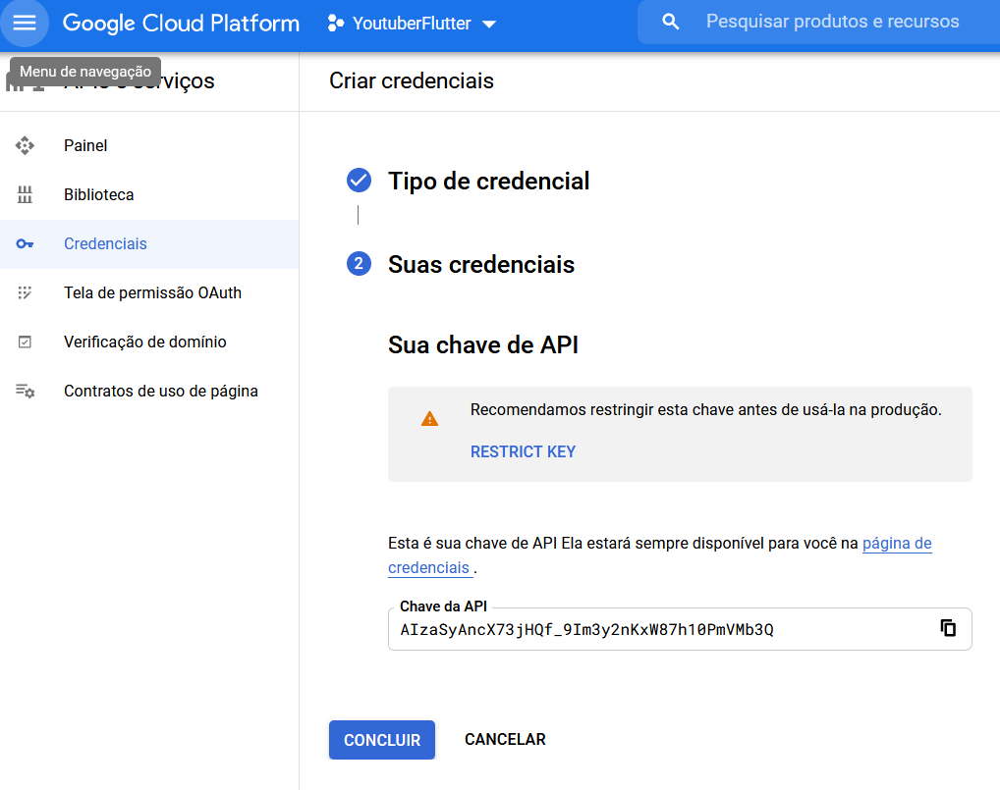 Google Cloud Platform
YoutuberFlutter
Pesquisar produtos e recursos
Menu de navegação
APIs e serviços
Criar credenciais
Painel
Biblioteca
Credenciais
Tela de permissão OAuth
Verificação de domínio
Contratos de uso de página
Tipo de credencial
2 Suas credenciais
Sua chave de API
Recomendamos restringir esta chave antes de usá-la na produção.
RESTRICT KEY
Esta é sua chave de API Ela estará sempre disponível para você na página de
credenciais .
Chave da API
AIzaSyAncX73jHQf_9Im3y2nKxW87h10PmVMb3Q
CONCLUIR
CANCELAR